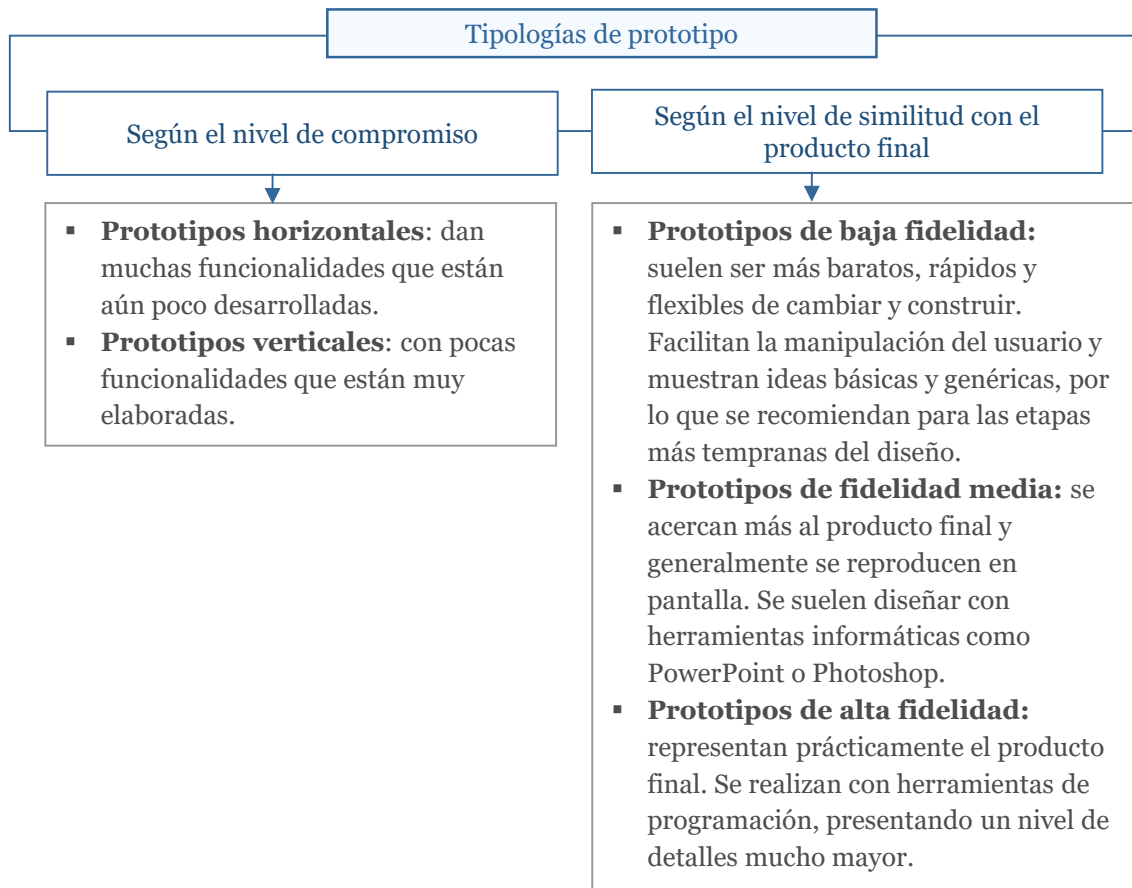 Tipologías de prototipo
Según el nivel de compromiso
▪ Prototipos horizontales: dan
muchas funcionalidades que están
aún poco desarrolladas.
▪ Prototipos verticales: con pocas
funcionalidades que están muy
elaboradas.
Según el nivel de similitud con el
producto final
▪ Prototipos de baja fidelidad:
suelen ser más baratos, rápidos y
flexibles de cambiar y construir.
Facilitan la manipulación del usuario y
muestran ideas básicas y genéricas, por
lo que se recomiendan para las etapas
más tempranas del diseño.
▪ Prototipos de fidelidad media: se
acercan más al producto final y
generalmente se reproducen en
pantalla. Se suelen diseñar con
herramientas informáticas como
PowerPoint o Photoshop.
▪ Prototipos de alta fidelidad:
representan prácticamente el producto
final. Se realizan con herramientas de
programación, presentando un nivel de
detalles mucho mayor.